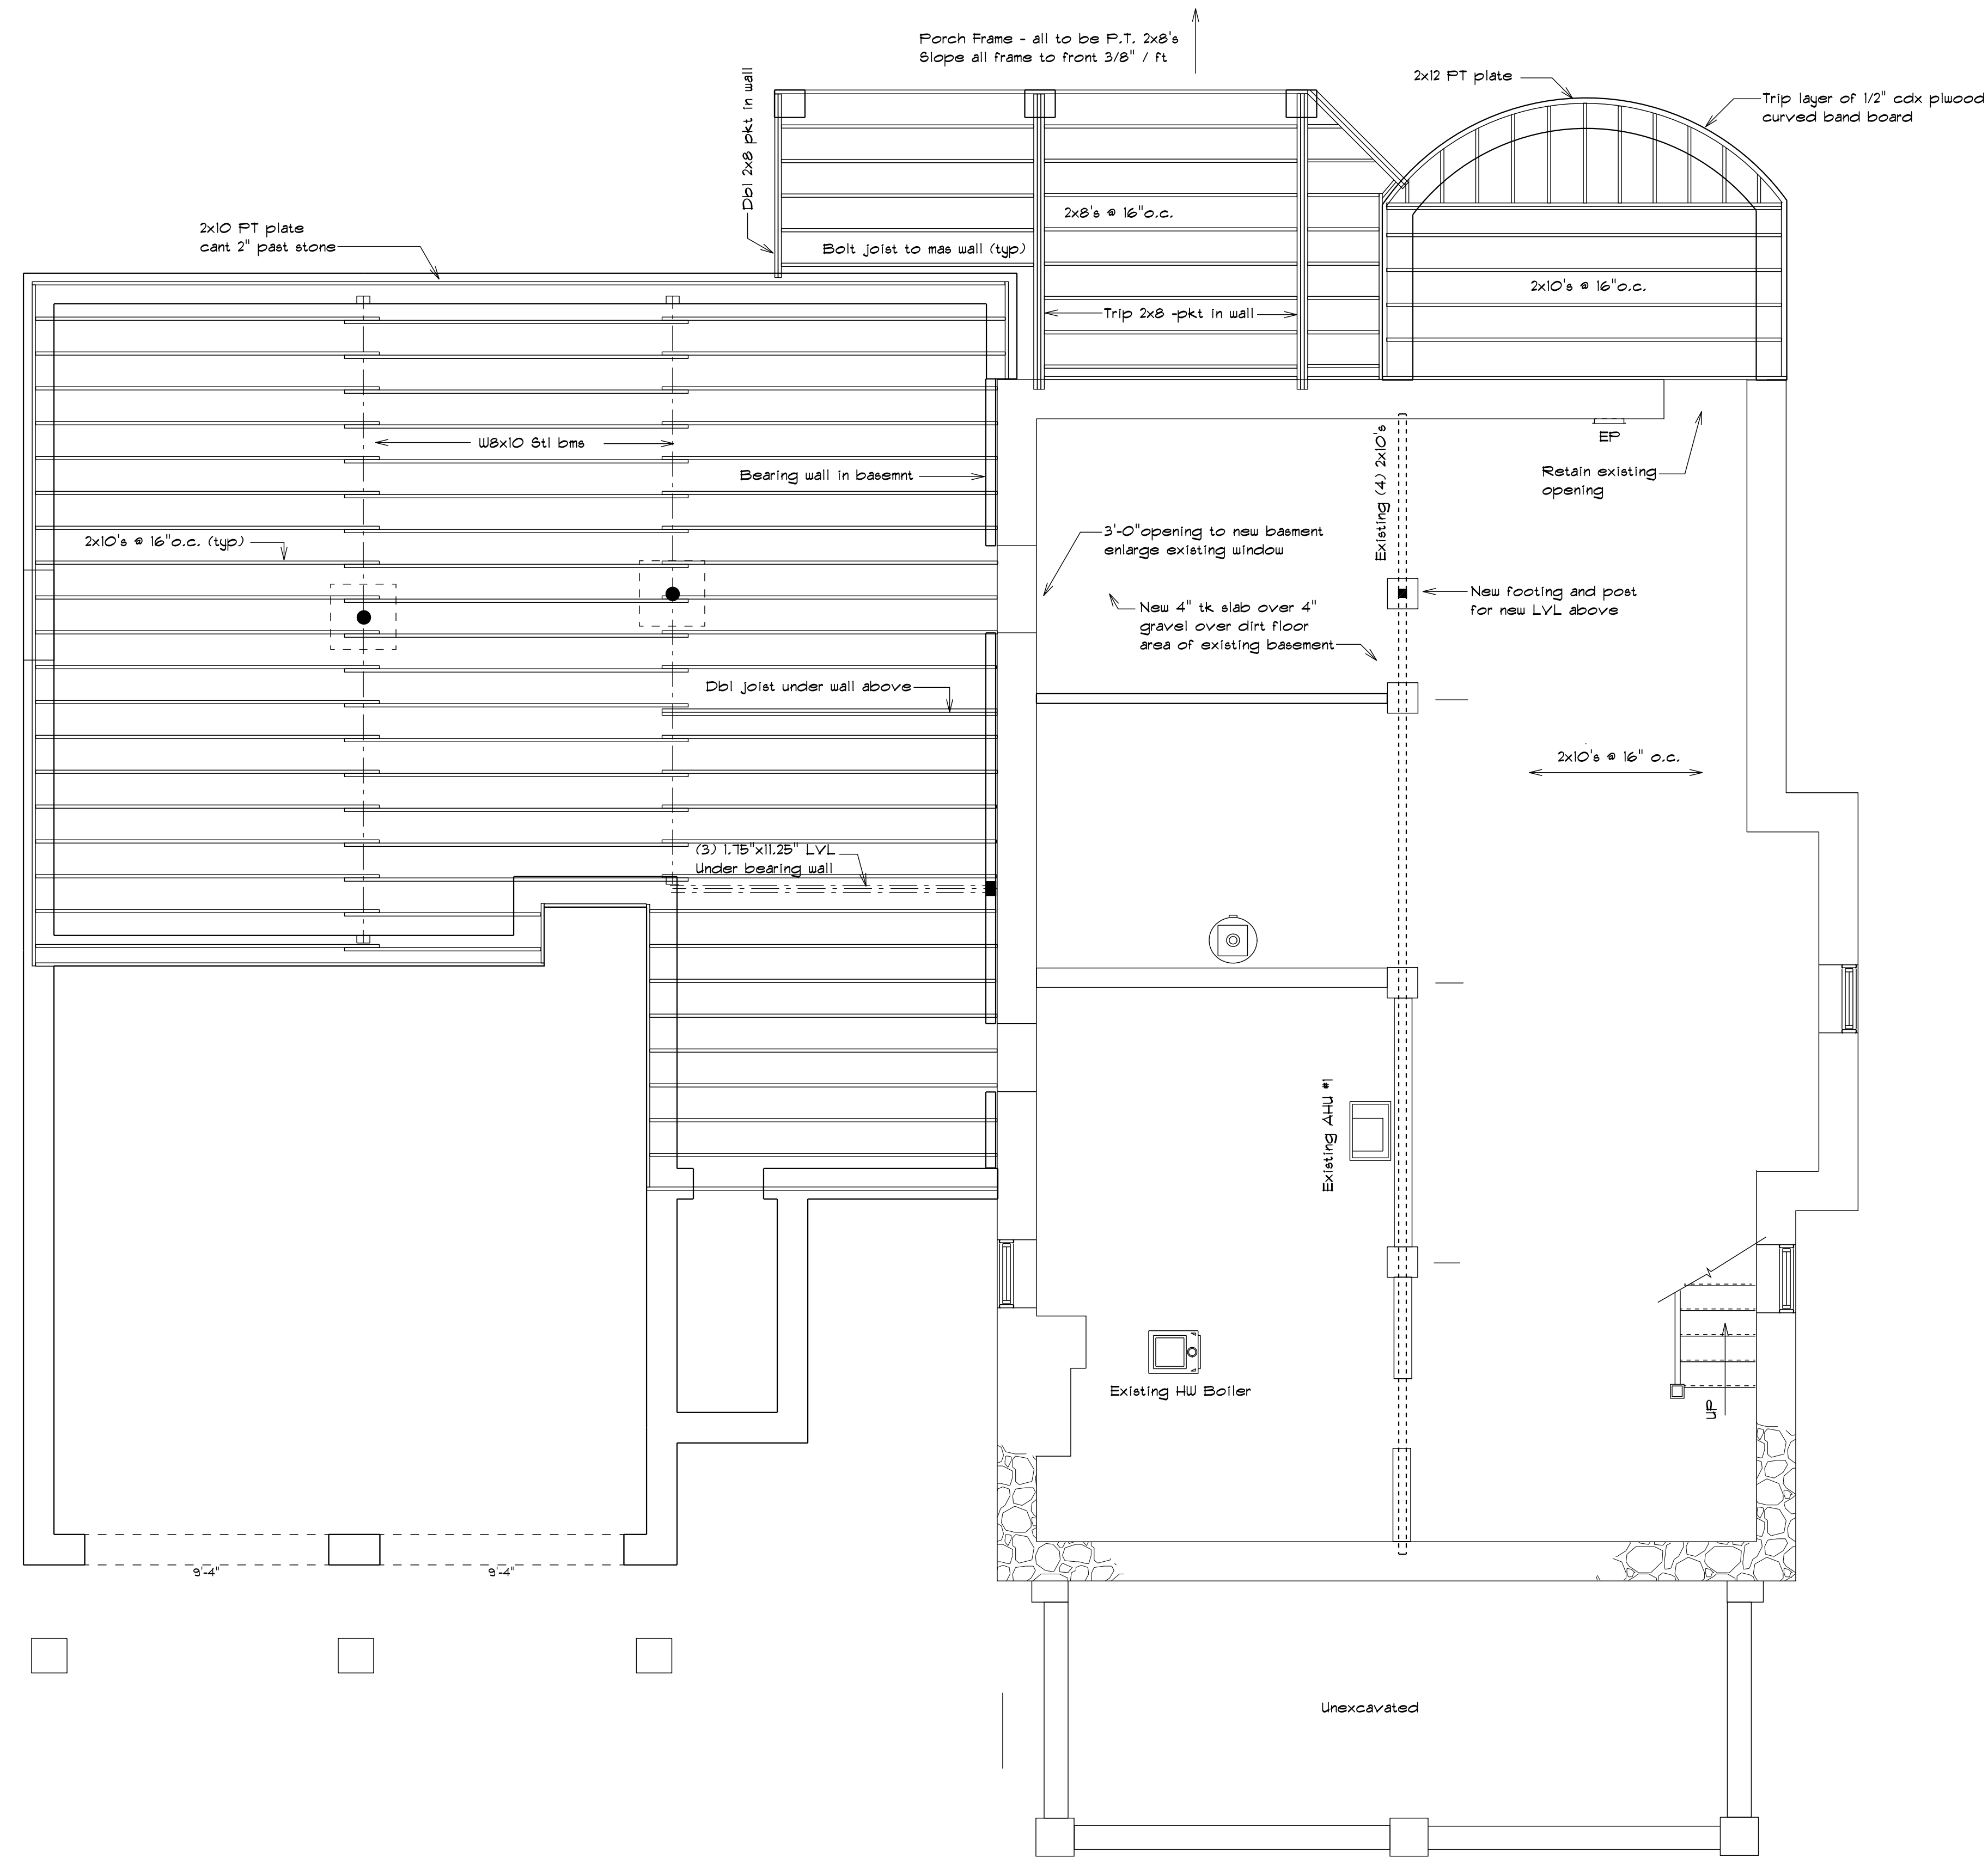 Porch Frame - all to be P.T. 2x8's
Slope all frame to front 3/8" / ft
2x12 PT plate
Trip layer of 1/2" cdx plwood
curved band board
Dbl 2x8 pkt in wall
2x10 PT plate
cant 2" past stone
2x8's @ 16"o.c.
Bolt joist to mas wall (typ)
2x10's @ 16"o.c.
Trip 2x8 -pkt in wall
W8x10 Stl bms
EP
Existing (4) 2x10's
Bearing wall in basemnt
Retain existing
opening
2x10's @ 16"o.c. (typ)
3'-0"opening to new basment
enlarge existing window
New footing and post
for new LVL above
New 4" tk slab over 4"
gravel over dirt floor
area of existing basement
Dbl joist under wall above
2x10's @ 16" o.c.
(3) 1.75"x11.25" LVL
Under bearing wall
Existing AHU #1
Existing HW Boiler
UP
9'-4"
9'-4"
Unexcavated